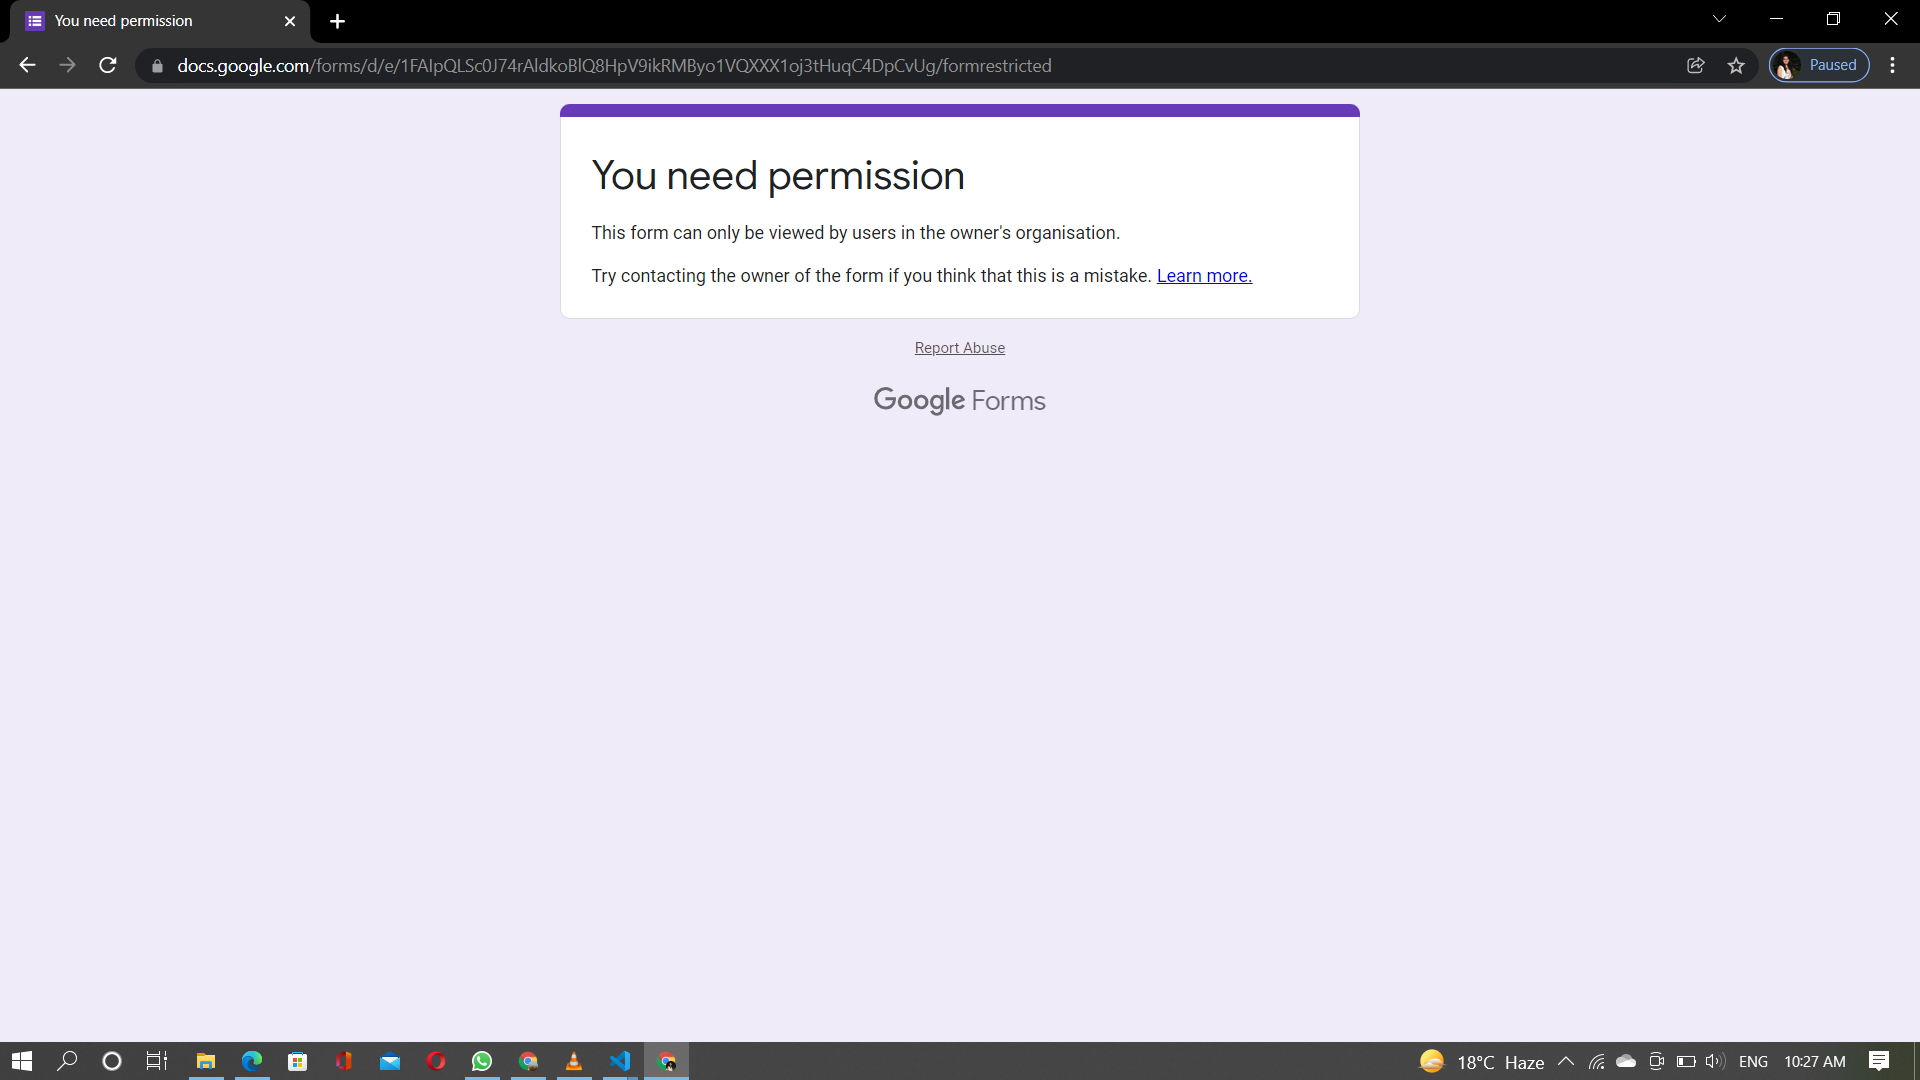 You need permission
docs.google.com/forms/d/e/1FAIpQLSc0J74rAldkoBlQ8HpV9ikRMByo1VQXXX1oj3tHuqC4DpCvUg/formrestricted
Paused
You need permission
This form can only be viewed by users in the owner's organisation.
Try contacting the owner of the form if you think that this is a mistake. Learn more.
Report Abuse
Google Forms
18°C Haze
ENG
10:27 AM